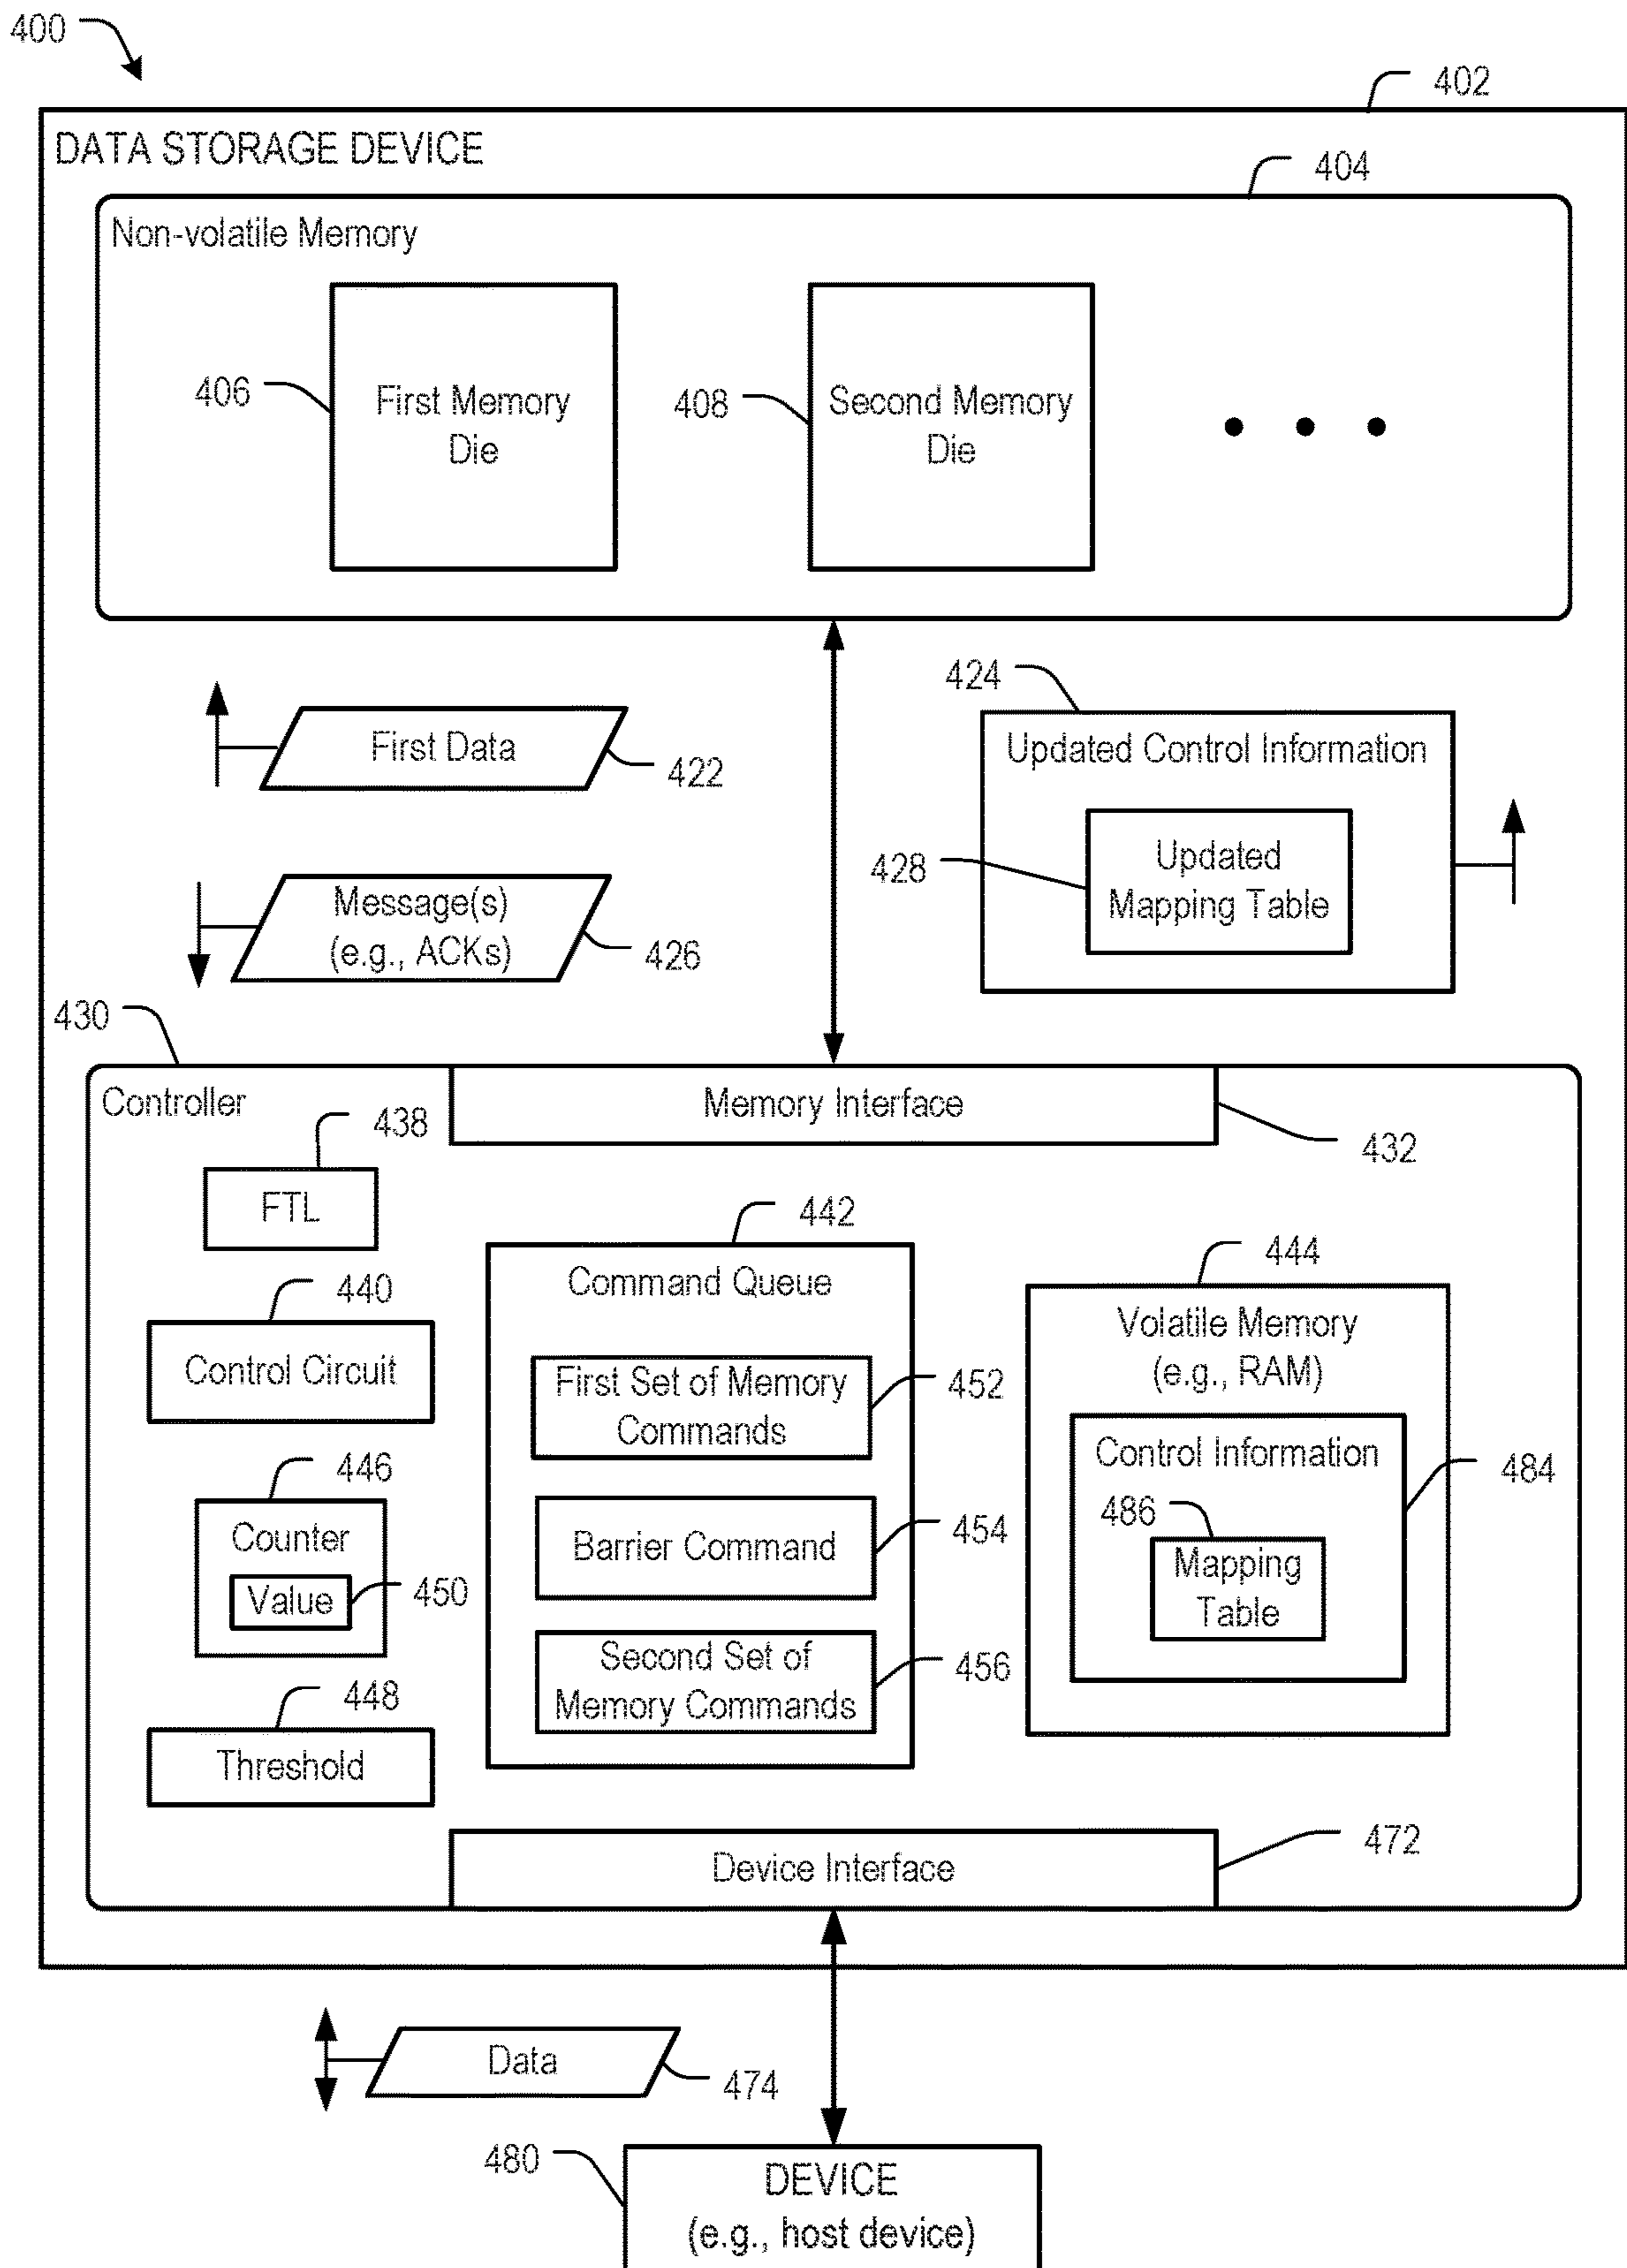 400
402
DATA STORAGE DEVICE
404
Non-volatile Memory
406
First Memory
Die
408
Second Memory
Die
424
First Data
422
Updated Control Information
428
Updated
Mapping Table
Message(s)
(e.g., ACKs)
426
430
Controller
Memory Interface
432
438
FTL
442
Command Queue
444
Volatile Memory
(e.g., RAM)
440
Control Circuit
First Set of Memory
Commands
452
Control Information
484
446
Counter
Value
450
Barrier Command
454
486
Mapping
Table
Second Set of
Memory Commands
456
448
Threshold
472
Device Interface
Data
474
480
DEVICE
(e.g., host device)